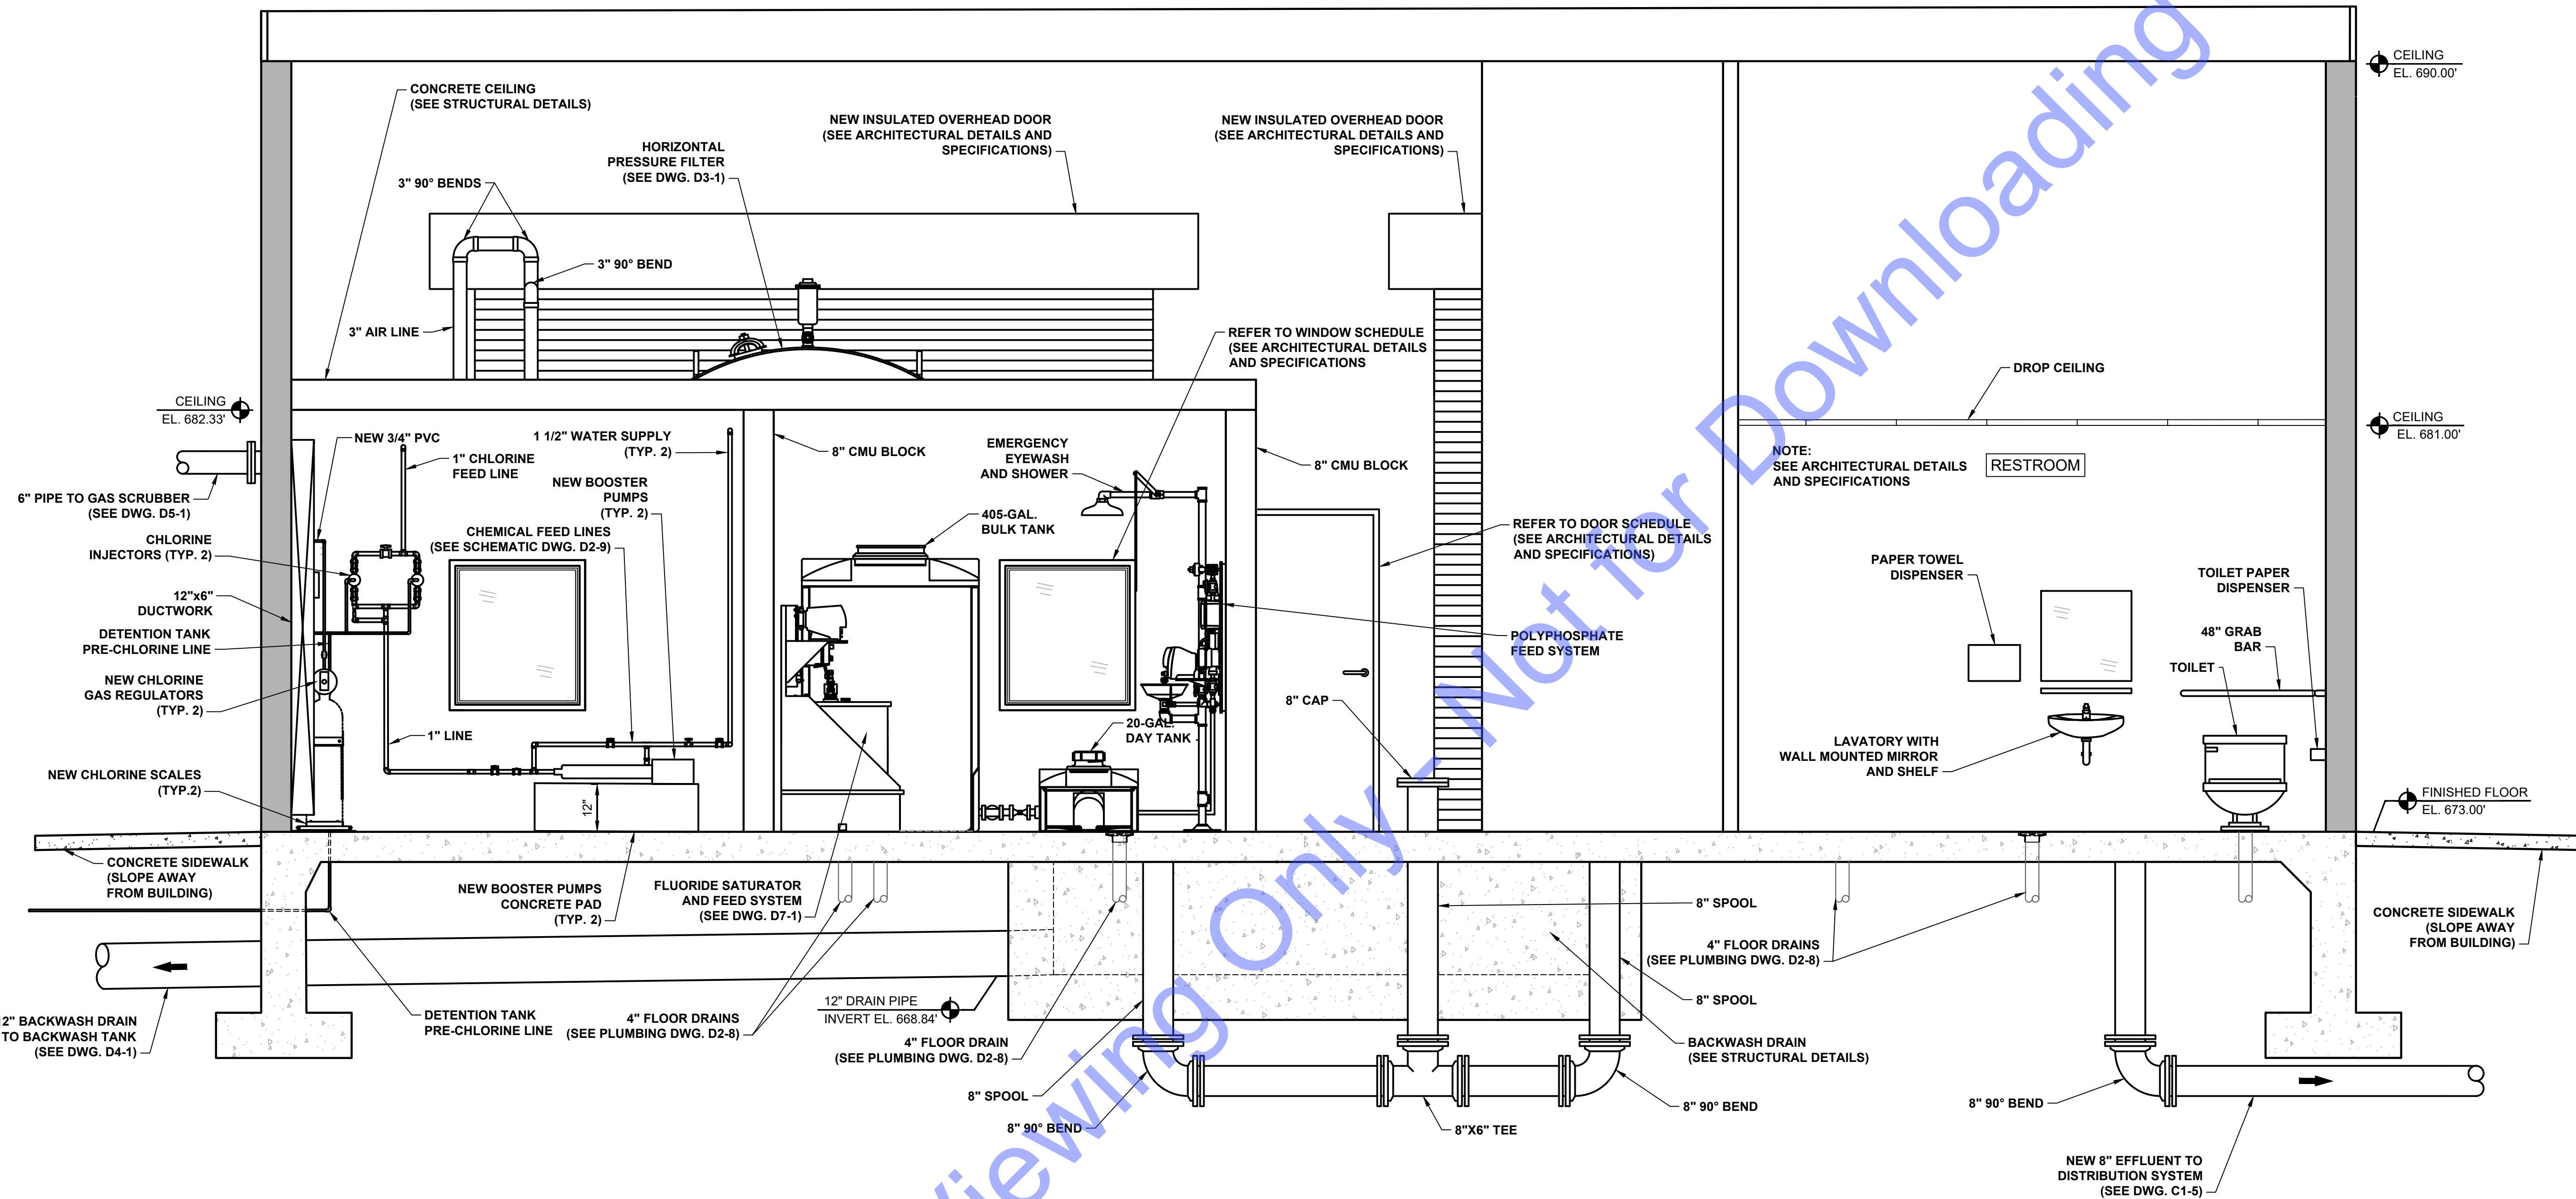 CEILING
EL. 690.00'
CONCRETE CEILING
(SEE STRUCTURAL DETAILS)
NEW INSULATED OVERHEAD DOOR
(SEE ARCHITECTURAL DETAILS AND
SPECIFICATIONS)
NEW INSULATED OVERHEAD DOOR
(SEE ARCHITECTURAL DETAILS AND
SPECIFICATIONS)
HORIZONTAL
PRESSURE FILTER
(SEE DWG. D3-1)
3" 90° BENDS
3" 90° BEND
3" AIR LINE
REFER TO WINDOW SCHEDULE
(SEE ARCHITECTURAL DETAILS
AND SPECIFICATIONS
DROP CEILING
CEILING
EL. 682.33'
CEILING
EL. 681.00'
NEW 3/4" PVC
1" CHLORINE
FEED LINE
1 1/2" WATER SUPPLY
(TYP. 2)
8" CMU BLOCK
EMERGENCY
EYEWASH
AND SHOWER
8" CMU BLOCK
NOTE:
SEE ARCHITECTURAL DETAILS
AND SPECIFICATIONS
RESTROOM
6" PIPE TO GAS SCRUBBER
(SEE DWG. D5-1)
NEW BOOSTER
PUMPS
(TYP. 2)
405-GAL.
BULK TANK
CHEMICAL FEED LINES
(SEE SCHEMATIC DWG. D2-9)
REFER TO DOOR SCHEDULE
(SEE ARCHITECTURAL DETAILS
AND SPECIFICATIONS)
CHLORINE
INJECTORS (TYP. 2)
PAPER TOWEL
DISPENSER
TOILET PAPER
DISPENSER
12"x6"
DUCTWORK
DETENTION TANK
PRE-CHLORINE LINE
POLYPHOSPHATE
FEED SYSTEM
48" GRAB
BAR
TOILET
NEW CHLORINE
GAS REGULATORS
(TYP. 2)
8" CAP
1" LINE
20-GAL.
DAY TANK
LAVATORY WITH
WALL MOUNTED MIRROR
AND SHELF
NEW CHLORINE SCALES
(TYP.2)
12"
FINISHED FLOOR
EL. 673.00'
CONCRETE SIDEWALK
(SLOPE AWAY
FROM BUILDING)
NEW BOOSTER PUMPS
CONCRETE PAD
(TYP. 2)
FLUORIDE SATURATOR
AND FEED SYSTEM
(SEE DWG. D7-1)
8" SPOOL
CONCRETE SIDEWALK
(SLOPE AWAY
FROM BUILDING)
4" FLOOR DRAINS
(SEE PLUMBING DWG. D2-8)
12" DRAIN PIPE
INVERT EL. 668.84'
8" SPOOL
2" BACKWASH DRAIN
TO BACKWASH TANK
(SEE DWG. D4-1)
DETENTION TANK
PRE-CHLORINE LINE
4" FLOOR DRAINS
(SEE PLUMBING DWG. D2-8)
4" FLOOR DRAIN
(SEE PLUMBING DWG. D2-8)
BACKWASH DRAIN
(SEE STRUCTURAL DETAILS)
8" SPOOL
8" 90° BEND
8" 90° BEND
8" 90° BEND
8"X6" TEE
NEW 8" EFFLUENT TO
DISTRIBUTION SYSTEM
(SEE DWG. C1-5)
Viewing Only - Not for Downloading